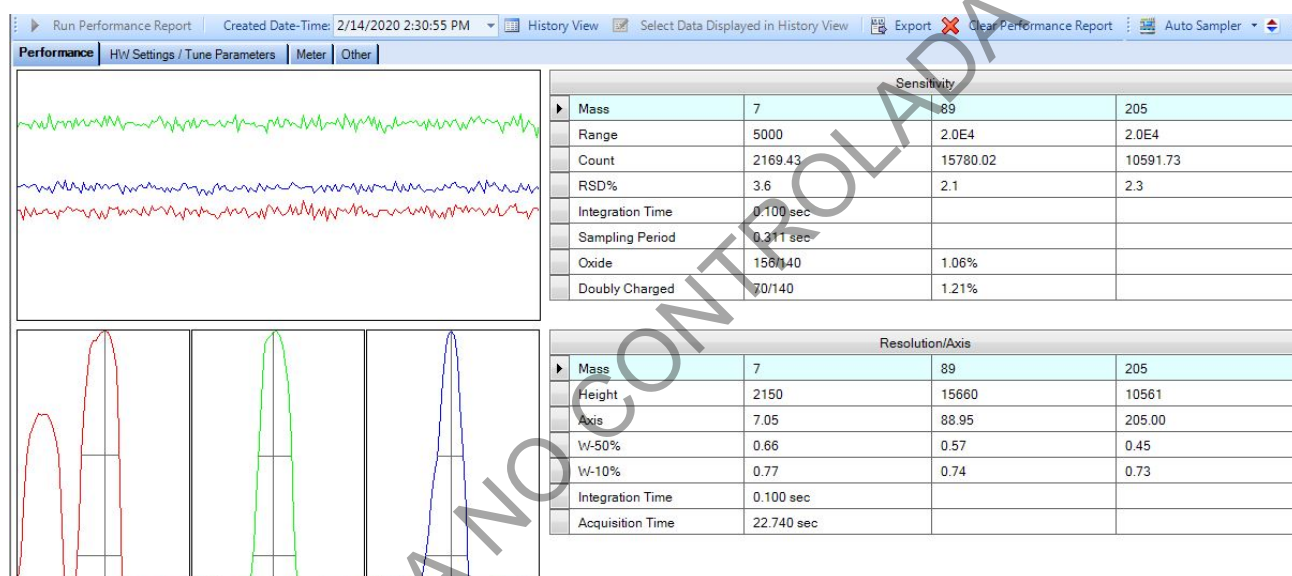 Run Performance Report Created Date-Time: 2/14/2020 2:30:55 PM History View Select Data Displayed in History View Export Clear Performance Report Auto Sampler
Performance HW Settings / Tune Parameters Meter Other
Sensitivity
Mass 7 89 205
Range 5000 2.0E4 2.0E4
Count 2169.43 15780.02 10591.73
RSD% 3.6 2.1 2.3
Integration Time 0.100 sec
Sampling Period 0.311 sec
Oxide 156/140 1.06%
Doubly Charged 70/140 1.21%
Resolution/Axis
Mass 7 89 205
Height 2150 15660 10561
Axis 7.05 88.95 205.00
W-50% 0.66 0.57 0.45
W-10% 0.77 0.74 0.73
Integration Time 0.100 sec
Acquisition Time 22.740 sec
A NO CONTROLADA